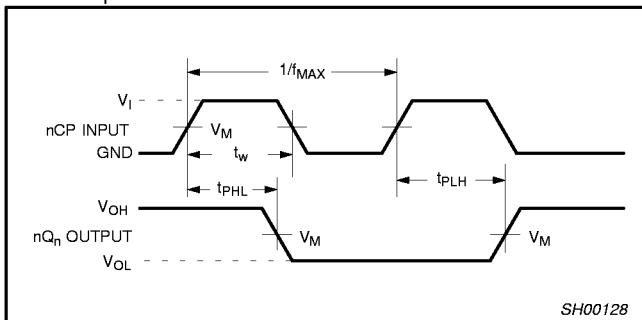 1/fMAX
VI
nCP INPUT
VM
GND
tw
tPHL
tPLH
VOH
nQn OUTPUT
VM
VM
VOL
SH00128